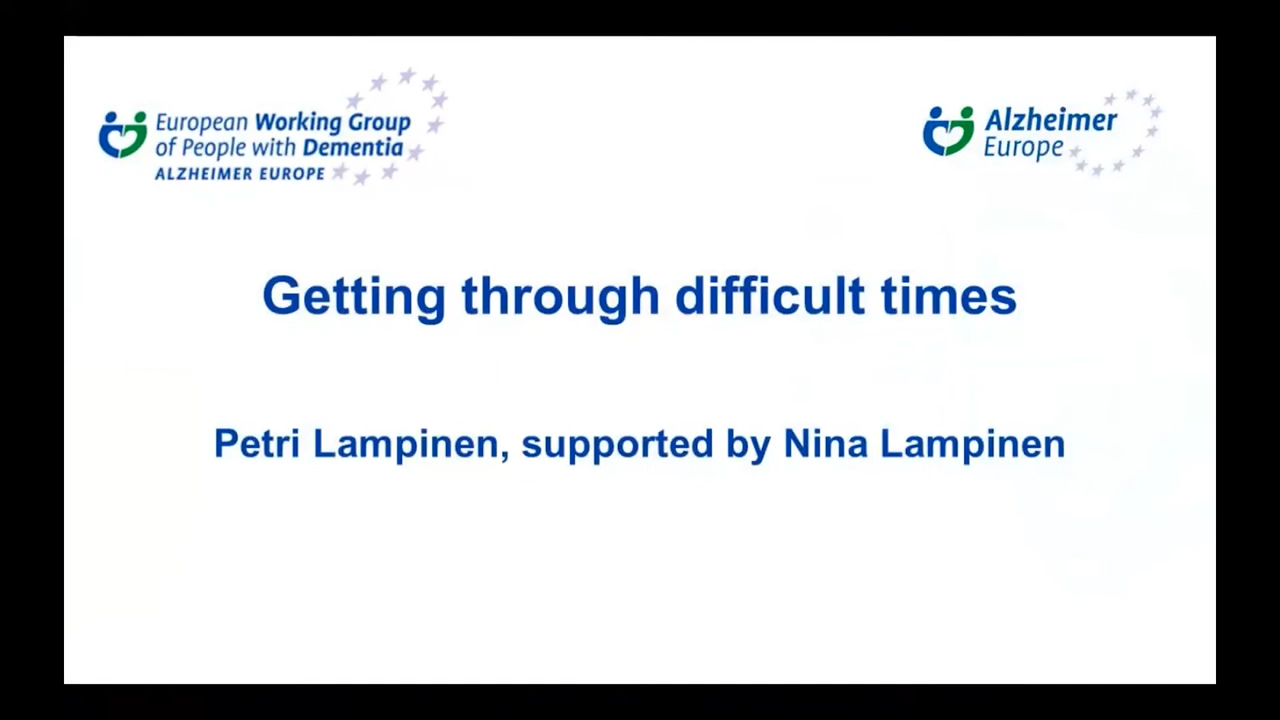 European Working Group
of People with Dementia
ALZHEIMER EUROPE
Alzheimer
Europe
Getting through difficult times
Petri Lampinen, supported by Nina Lampinen